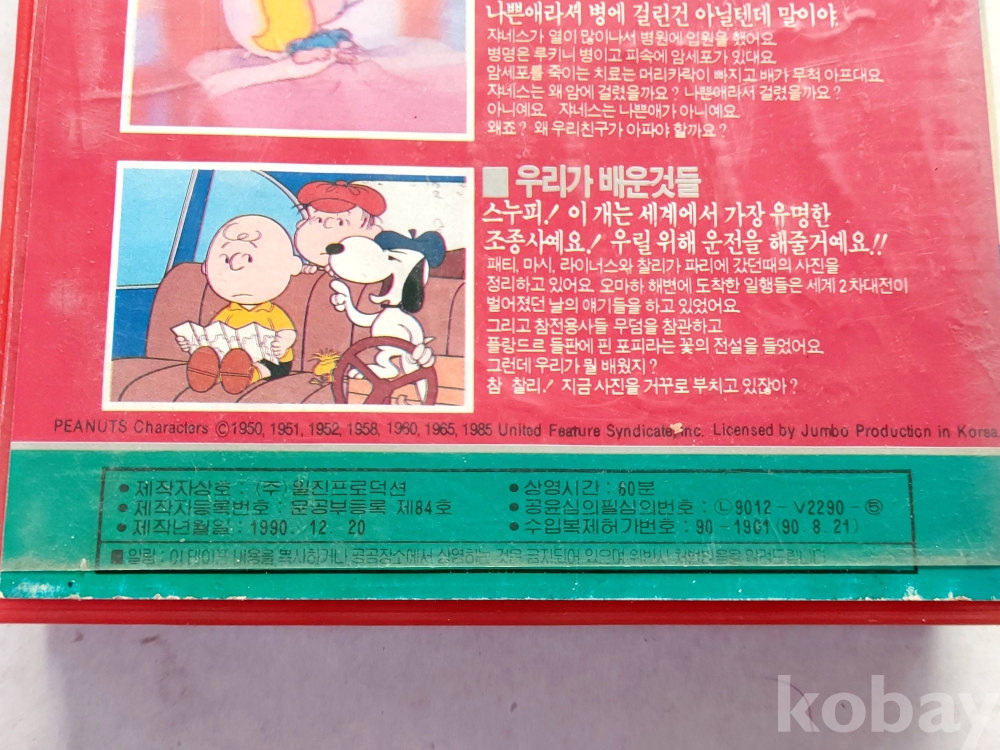 나쁜애라서 병에 걸린건 아닐텐데 말이야.
쟈네스가 열이 많이나서 병원에 입원을 했어요
병명은 루키니 병이고 피속에 암세포가 있대요.
암세포를 죽이는 치료는 머리카락이 빠지고 배가 무척 아프대요.
쟈네스는 왜 암에 걸렸을까요? 나쁜애라서 걸렸을까요?
아니예요. 쟈네스는 나쁜애가 아니예요.
왜죠? 왜 우리친구가 아파야 할까요?
■ 우리가 배운것들
스누피! 이 개는 세계에서 가장 유명한
조종사예요! 우릴 위해 운전을 해줄거예요!!
패티, 마시, 라이너스와 찰리가 파리에 갔던때의 사진을
정리하고 있어요. 오마하 해변에 도착한 일행들은 세계 2차대전이
벌어졌던 날의 얘기들을 하고 있었어요.
그리고 참전용사들 무덤을 참관하고
플랑드르 들판에 핀 포피라는 꽃의 전설을 들었어요.
그런데 우리가 뭘 배웠지?
참 찰리! 지금 사진을 거꾸로 부치고 있잖아?
PEANUTS Characters ©1950, 1951, 1952, 1958, 1960, 1965, 1985 United Feature Syndicate, Inc. Licensed by Jumbo Production in Korea.
• 제작자상호 : (주) 월진프로덕션
• 제작자등록번호 : 문공부등록 제84호
• 제작년월일 : 1990. 12. 20
• 상영시간 : 60분
• 공윤심의필심의번호 : Ⓛ9012-V2290-⑤
• 수입복제허가번호 : 90-1961 (90.8.21)
kobay